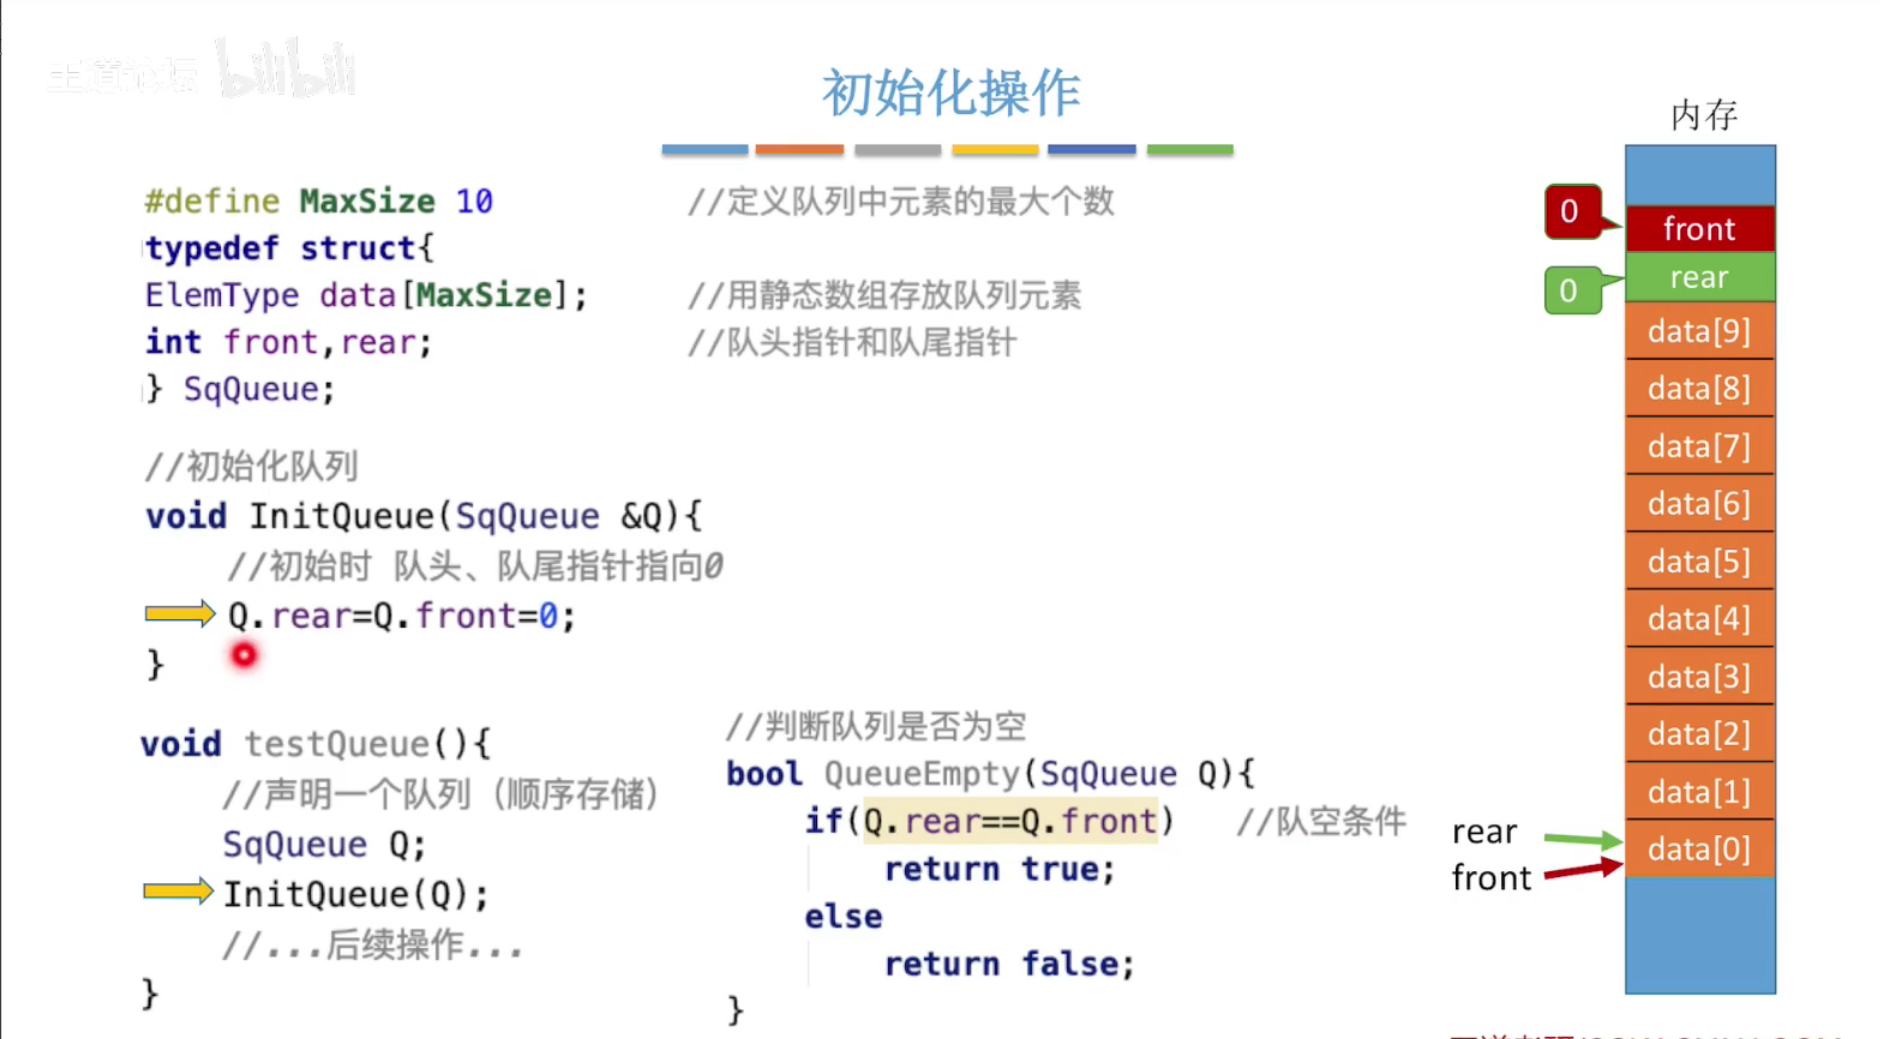 王道论坛 bilibili
初始化操作
#define MaxSize 10 //定义队列中元素的最大个数
typedef struct{
ElemType data[MaxSize]; //用静态数组存放队列元素
int front,rear; //队头指针和队尾指针
} SqQueue;
//初始化队列
void InitQueue(SqQueue &Q){
//初始时 队头、队尾指针指向0
Q.rear=Q.front=0;
}
void testQueue(){
//声明一个队列（顺序存储）
SqQueue Q;
InitQueue(Q);
//...后续操作...
}
//判断队列是否为空
bool QueueEmpty(SqQueue Q){
if(Q.rear==Q.front) //队空条件
return true;
else
return false;
}
内存
0 front
0 rear
data[9]
data[8]
data[7]
data[6]
data[5]
data[4]
data[3]
data[2]
data[1]
data[0]
rear
front